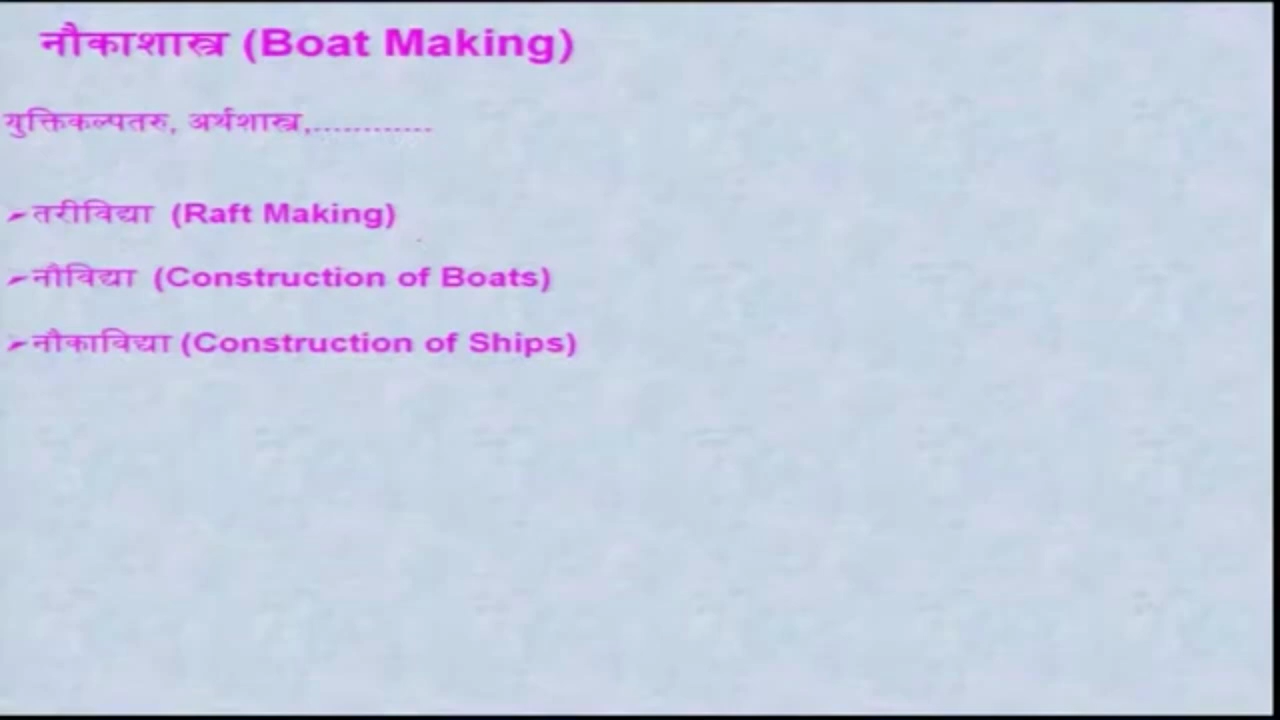 नौकाशास्त्र (Boat Making)
युक्तिकल्पतरु, अर्थशास्त्र,............
➢तरीविद्या (Raft Making)
➢नौविद्या (Construction of Boats)
➢नौकाविद्या (Construction of Ships)